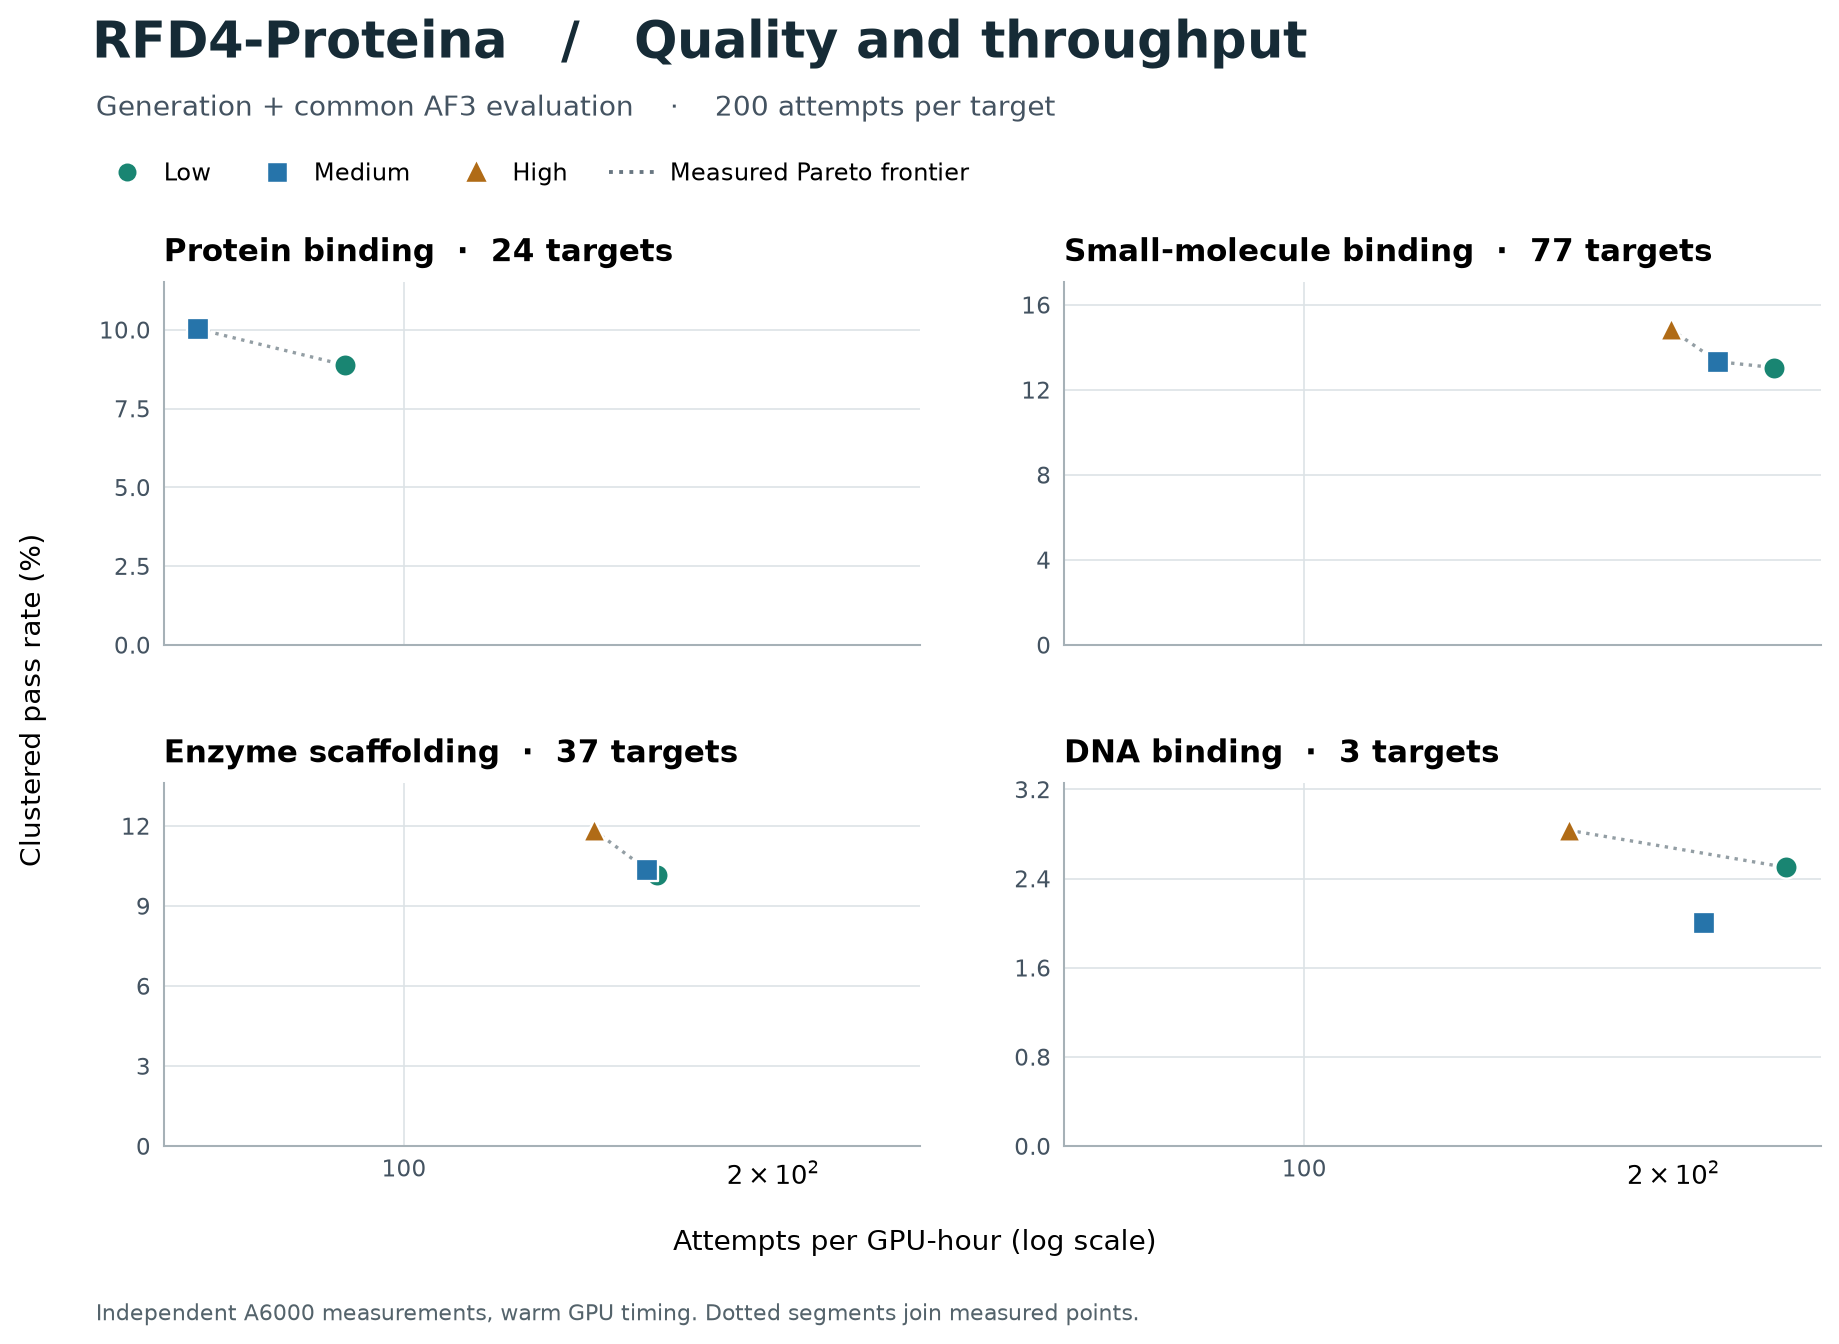 RFD4-Proteina / Quality and throughput
Generation + common AF3 evaluation · 200 attempts per target
Low Medium High Measured Pareto frontier
Clustered pass rate (%)
Protein binding · 24 targets
10.0
7.5
5.0
2.5
0.0
Small-molecule binding · 77 targets
16
12
8
4
0
Enzyme scaffolding · 37 targets
12
9
6
3
0
100 2 × 10²
DNA binding · 3 targets
3.2
2.4
1.6
0.8
0.0
100 2 × 10²
Attempts per GPU-hour (log scale)
Independent A6000 measurements, warm GPU timing. Dotted segments join measured points.